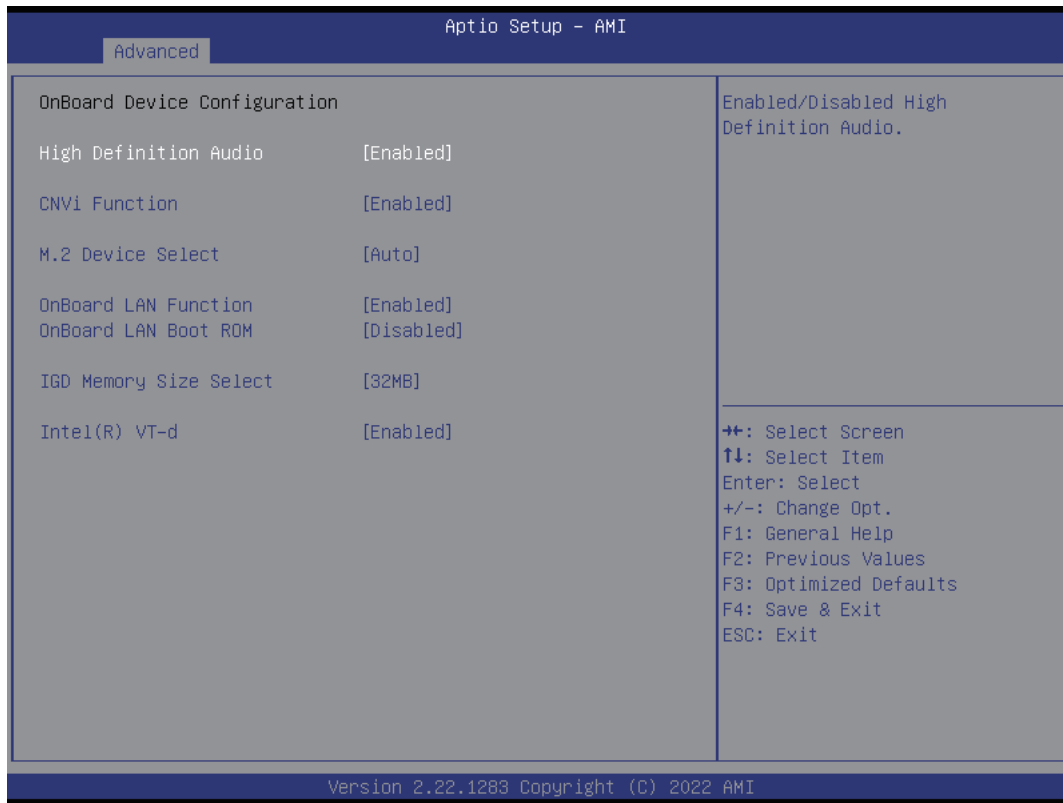 Aptio Setup – AMI
Advanced
OnBoard Device Configuration
High Definition Audio [Enabled]
CNVi Function [Enabled]
M.2 Device Select [Auto]
OnBoard LAN Function [Enabled]
OnBoard LAN Boot ROM [Disabled]
IGD Memory Size Select [32MB]
Intel(R) VT-d [Enabled]
Enabled/Disabled High
Definition Audio.
→←: Select Screen
↑↓: Select Item
Enter: Select
+/-: Change Opt.
F1: General Help
F2: Previous Values
F3: Optimized Defaults
F4: Save & Exit
ESC: Exit
Version 2.22.1283 Copyright (C) 2022 AMI